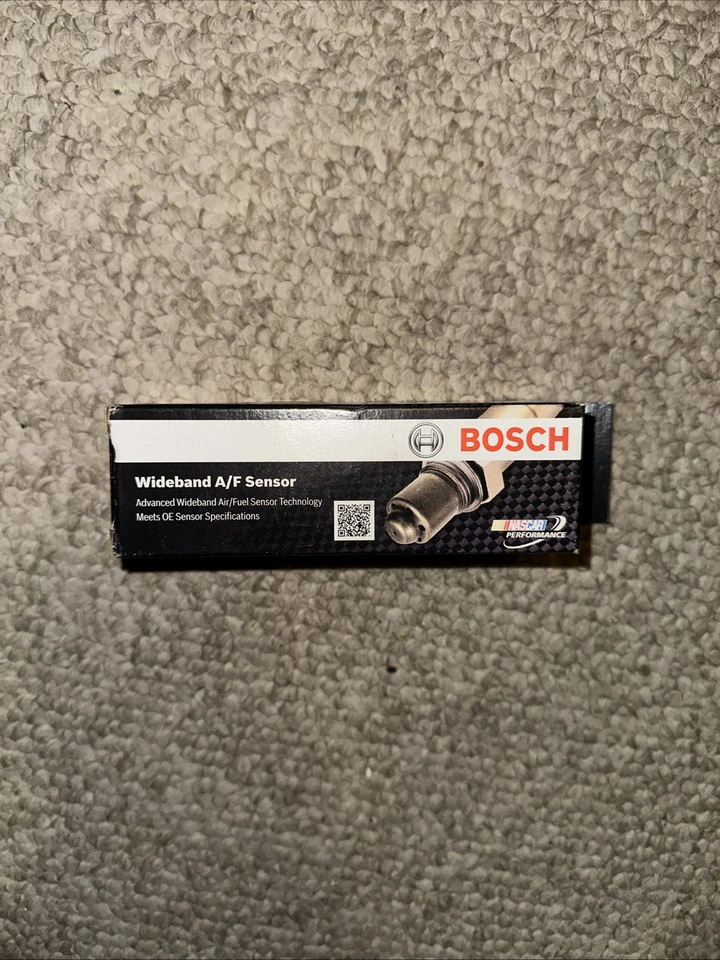 BOSCH
Wideband A/F Sensor
Advanced Wideband Air/Fuel Sensor Technology
Meets OE Sensor Specifications
NASCAR
PERFORMANCE